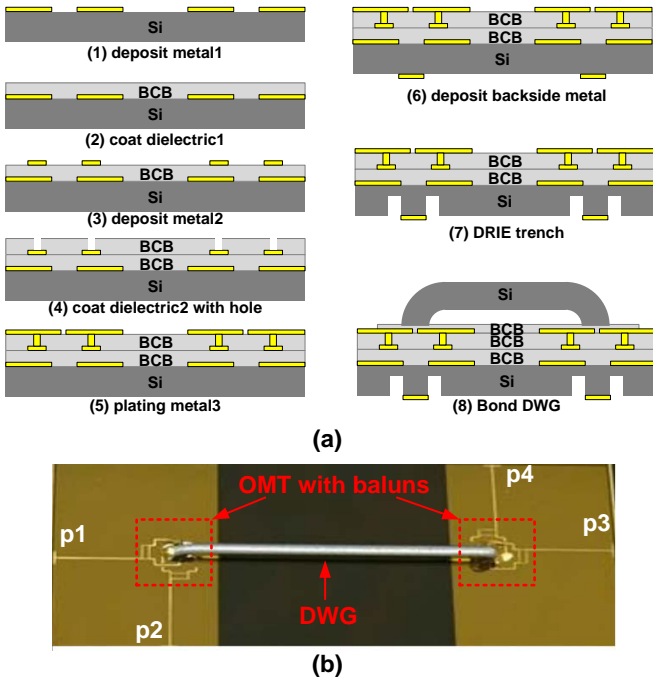 Si
(1) deposit metal1
BCB
Si
(2) coat dielectric1
BCB
Si
(3) deposit metal2
BCB
BCB
Si
(4) coat dielectric2 with hole
BCB
BCB
Si
(5) plating metal3
BCB
BCB
Si
(6) deposit backside metal
BCB
BCB
Si
(7) DRIE trench
Si
BCB
BCB
BCB
Si
(8) Bond DWG
(a)
OMT with baluns
p4
p1
p3
DWG
p2
(b)